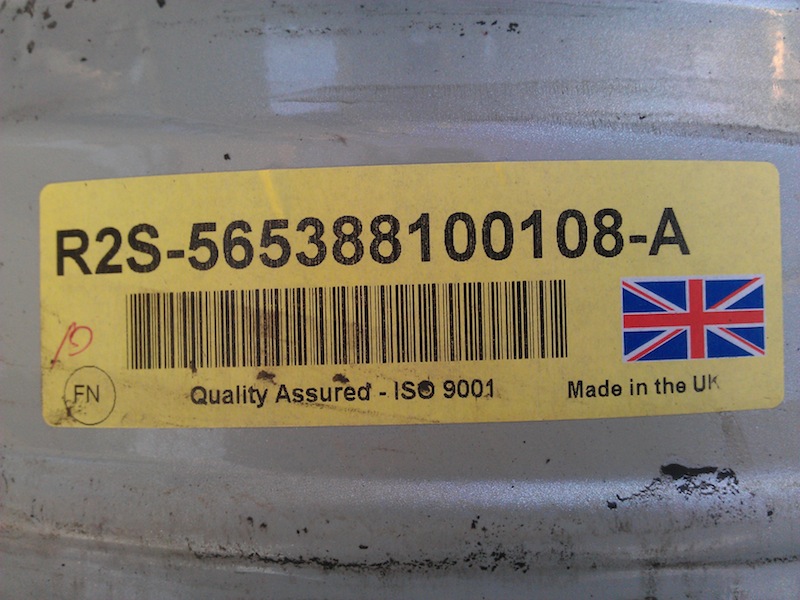 R2S-565388100108-A
FN
Quality Assured - ISO 9001
Made in the UK